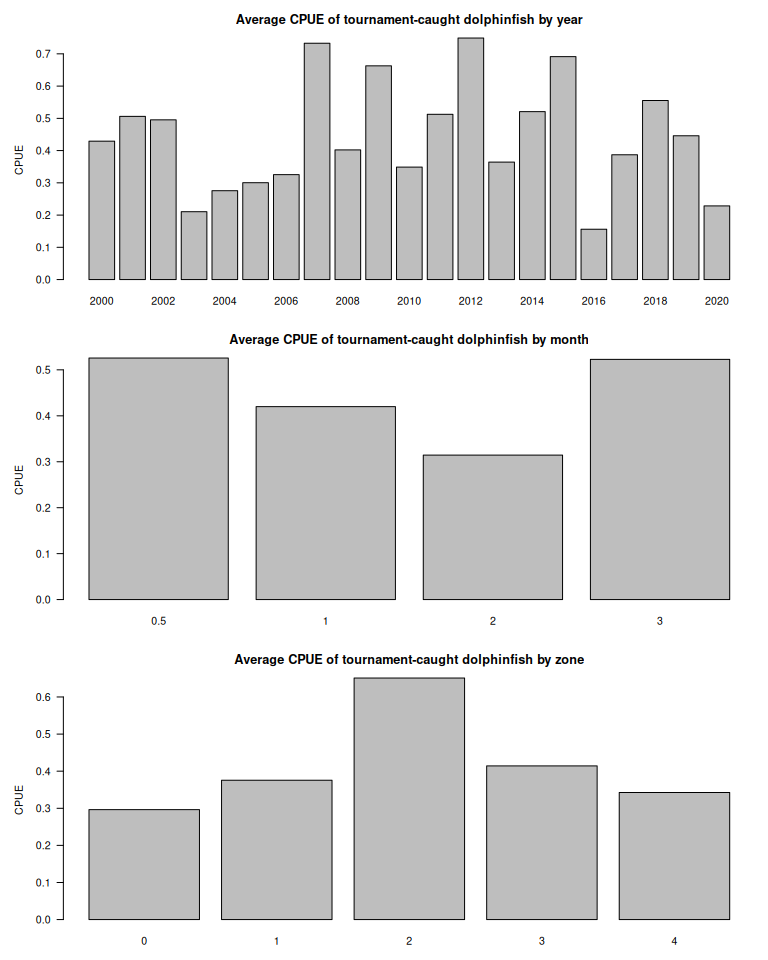 Average CPUE of tournament-caught dolphinfish by year
CPUE
0.7
0.6
0.5
0.4
0.3
0.2
0.1
0.0
2000 2002 2004 2006 2008 2010 2012 2014 2016 2018 2020
Average CPUE of tournament-caught dolphinfish by month
CPUE
0.5
0.4
0.3
0.2
0.1
0.0
0.5 1 2 3
Average CPUE of tournament-caught dolphinfish by zone
CPUE
0.6
0.5
0.4
0.3
0.2
0.1
0.0
0 1 2 3 4